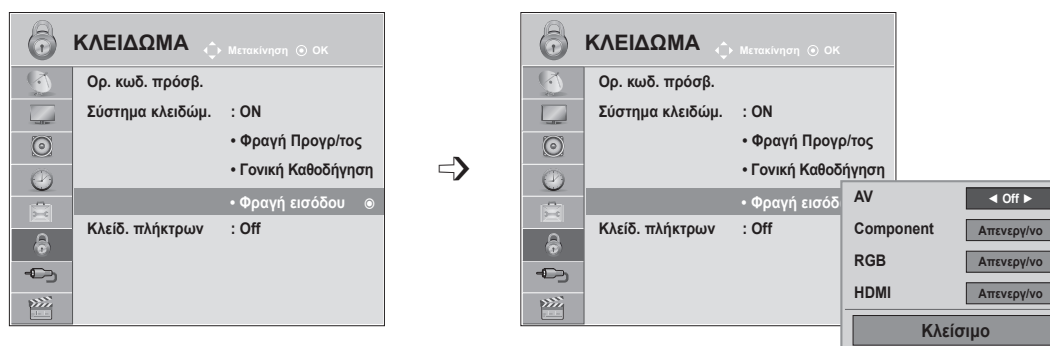 ΚΛΕΙΔΩΜΑ Μετακίνηση OK
Ορ. κωδ. πρόσβ.
Σύστημα κλειδώμ. : ON
• Φραγή Προγρ/τος
• Γονική Καθοδήγηση
• Φραγή εισόδου
Κλείδ. πλήκτρων : Off
ΚΛΕΙΔΩΜΑ Μετακίνηση OK
Ορ. κωδ. πρόσβ.
Σύστημα κλειδώμ. : ON
• Φραγή Προγρ/τος
• Γονική Καθοδήγηση
• Φραγή εισόδ
Κλείδ. πλήκτρων : Off
AV ◄ Off ►
Component Απενεργ/νο
RGB Απενεργ/νο
HDMI Απενεργ/νο
Κλείσιμο